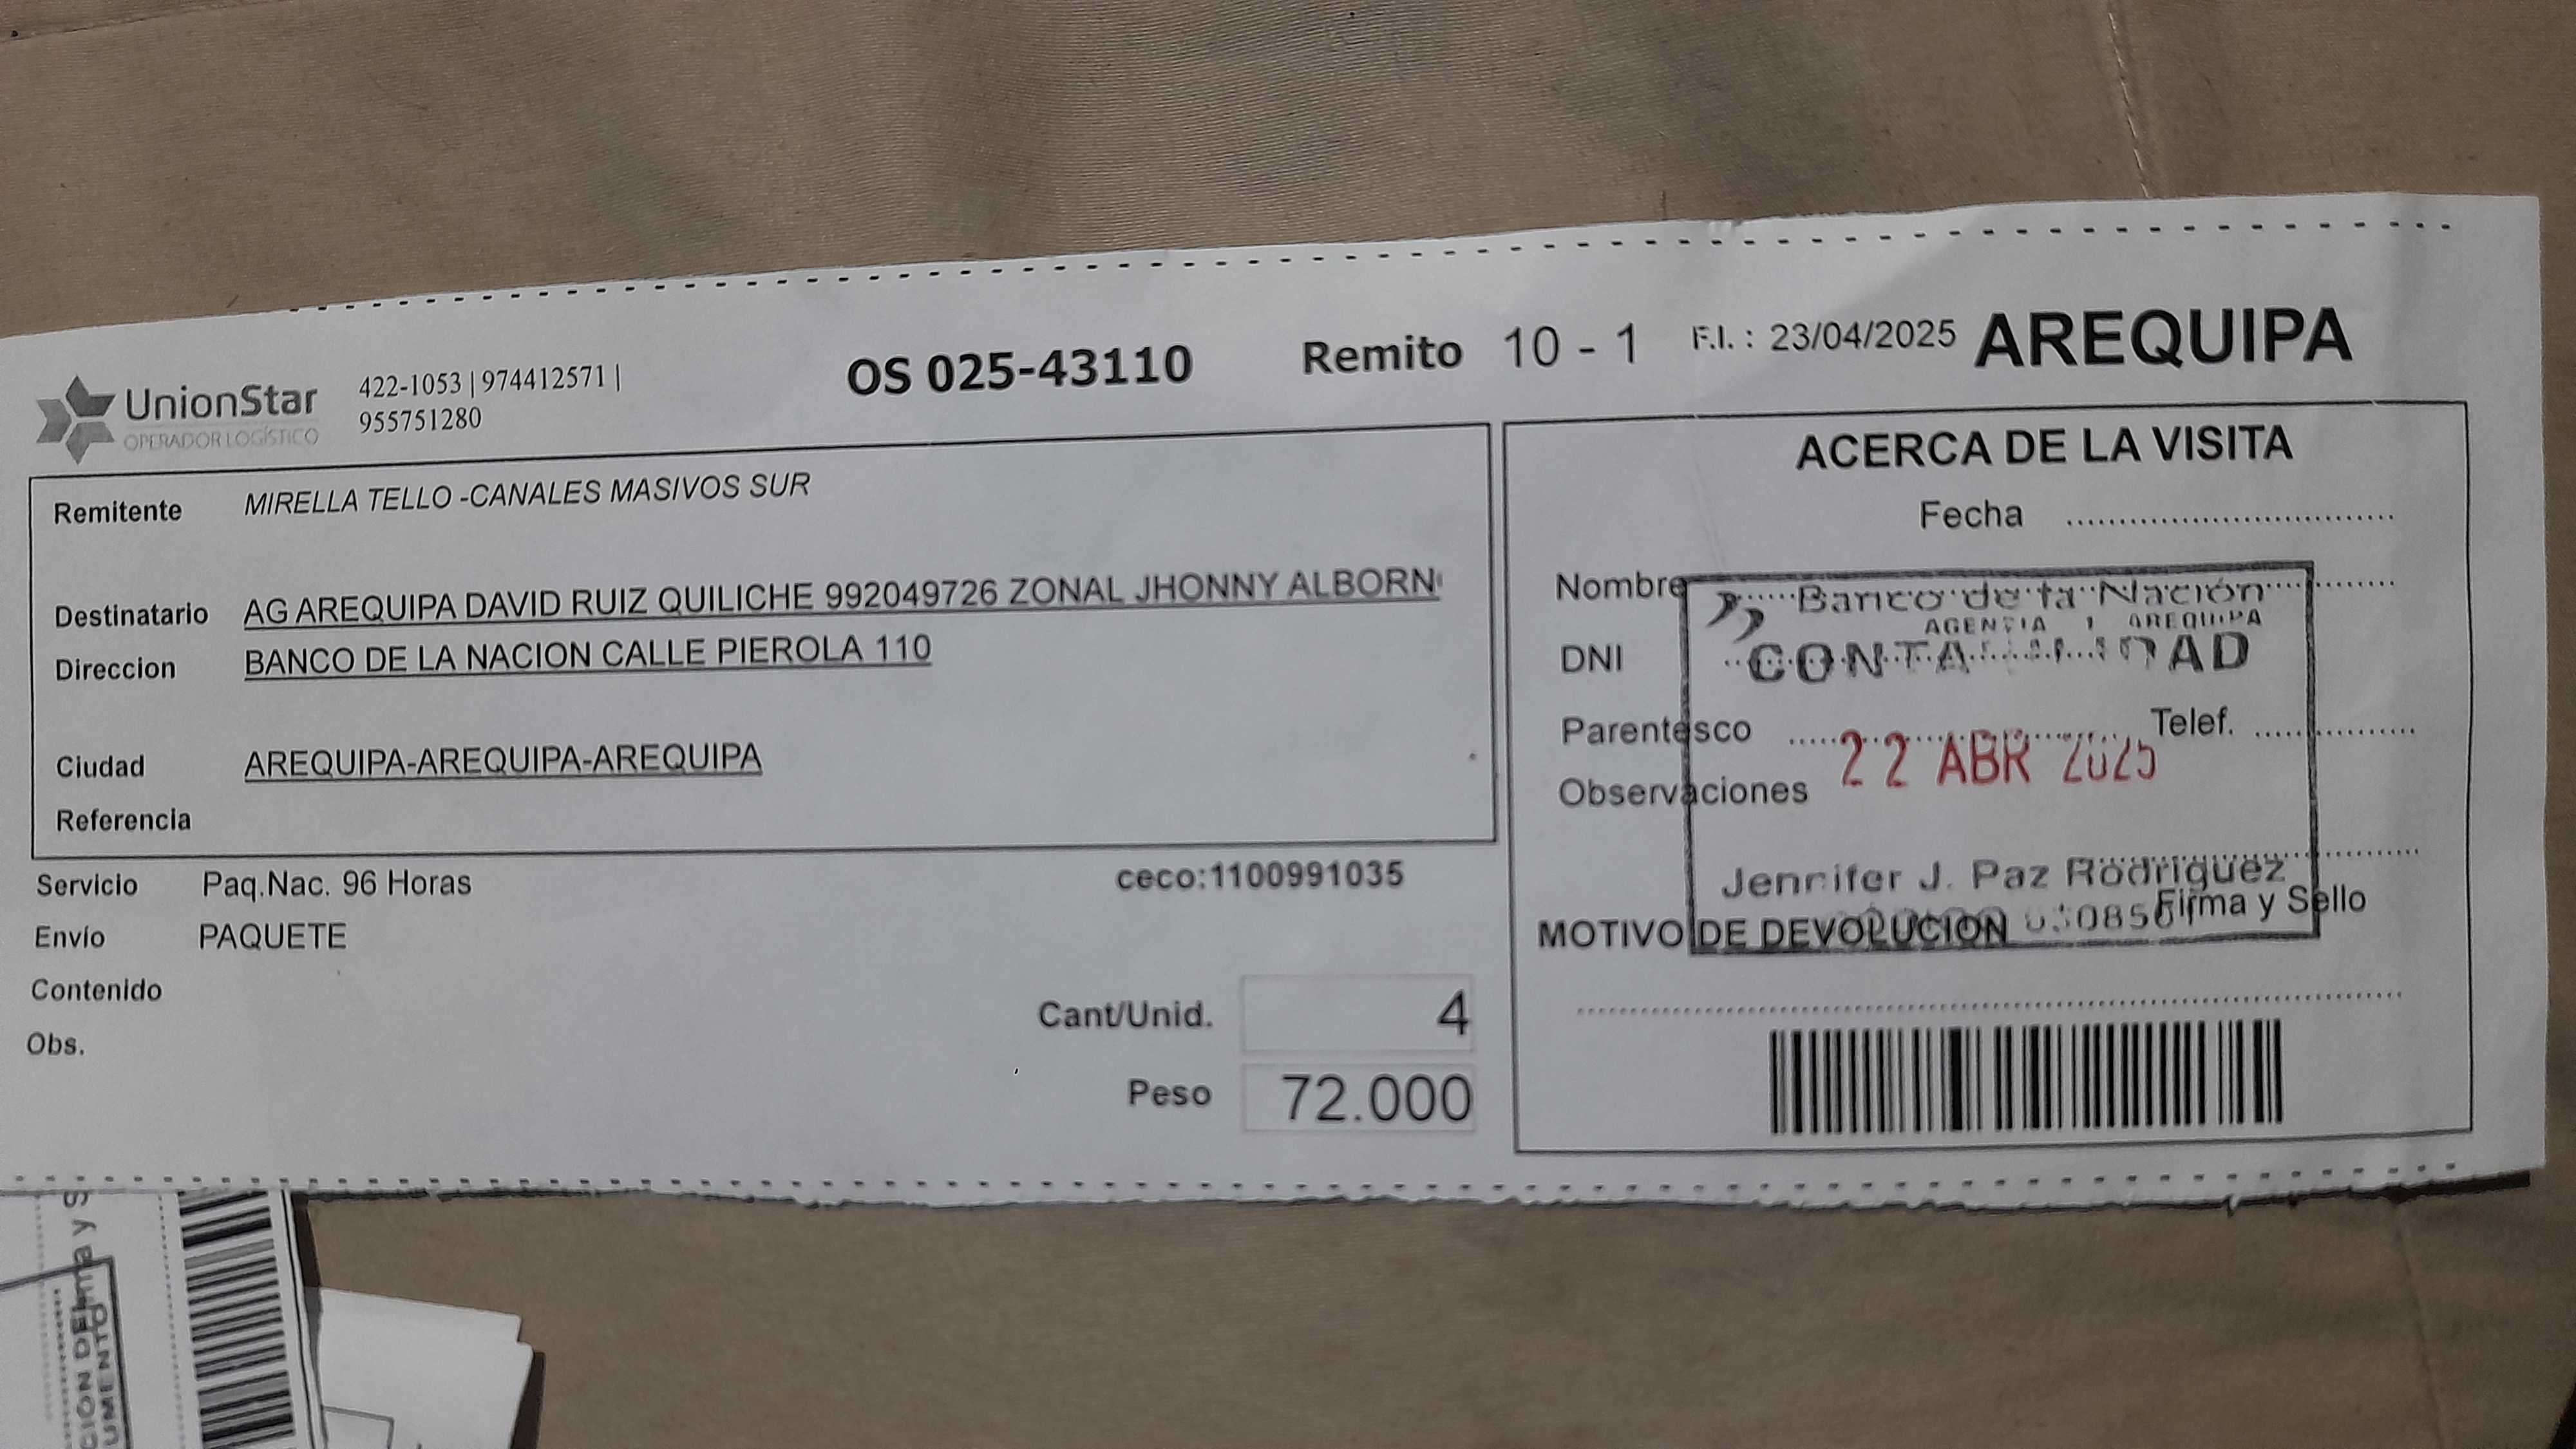 UnionStar
OPERADOR LOGÍSTICO
422-1053 | 974412571 |
955751280
OS 025-43110 Remito 10 - 1 F.I. : 23/04/2025 AREQUIPA
Remitente MIRELLA TELLO -CANALES MASIVOS SUR
Destinatario AG AREQUIPA DAVID RUIZ QUILICHE 992049726 ZONAL JHONNY ALBORN
Direccion BANCO DE LA NACION CALLE PIEROLA 110
Ciudad AREQUIPA-AREQUIPA-AREQUIPA
Referencia
Servicio Paq.Nac. 96 Horas
ceco:1100991035
Envío PAQUETE
Contenido
Obs.
Cant/Unid. 4
Peso 72.000
ACERCA DE LA VISITA
Fecha
Nombre
DNI
Parentesco Telef.
Observaciones
Firma y Sello
MOTIVO DE DEVOLUCION
Banco de la Nación
AGENCIA 1 AREQUIPA
22 ABR 2025
Jennifer J. Paz Rodriguez